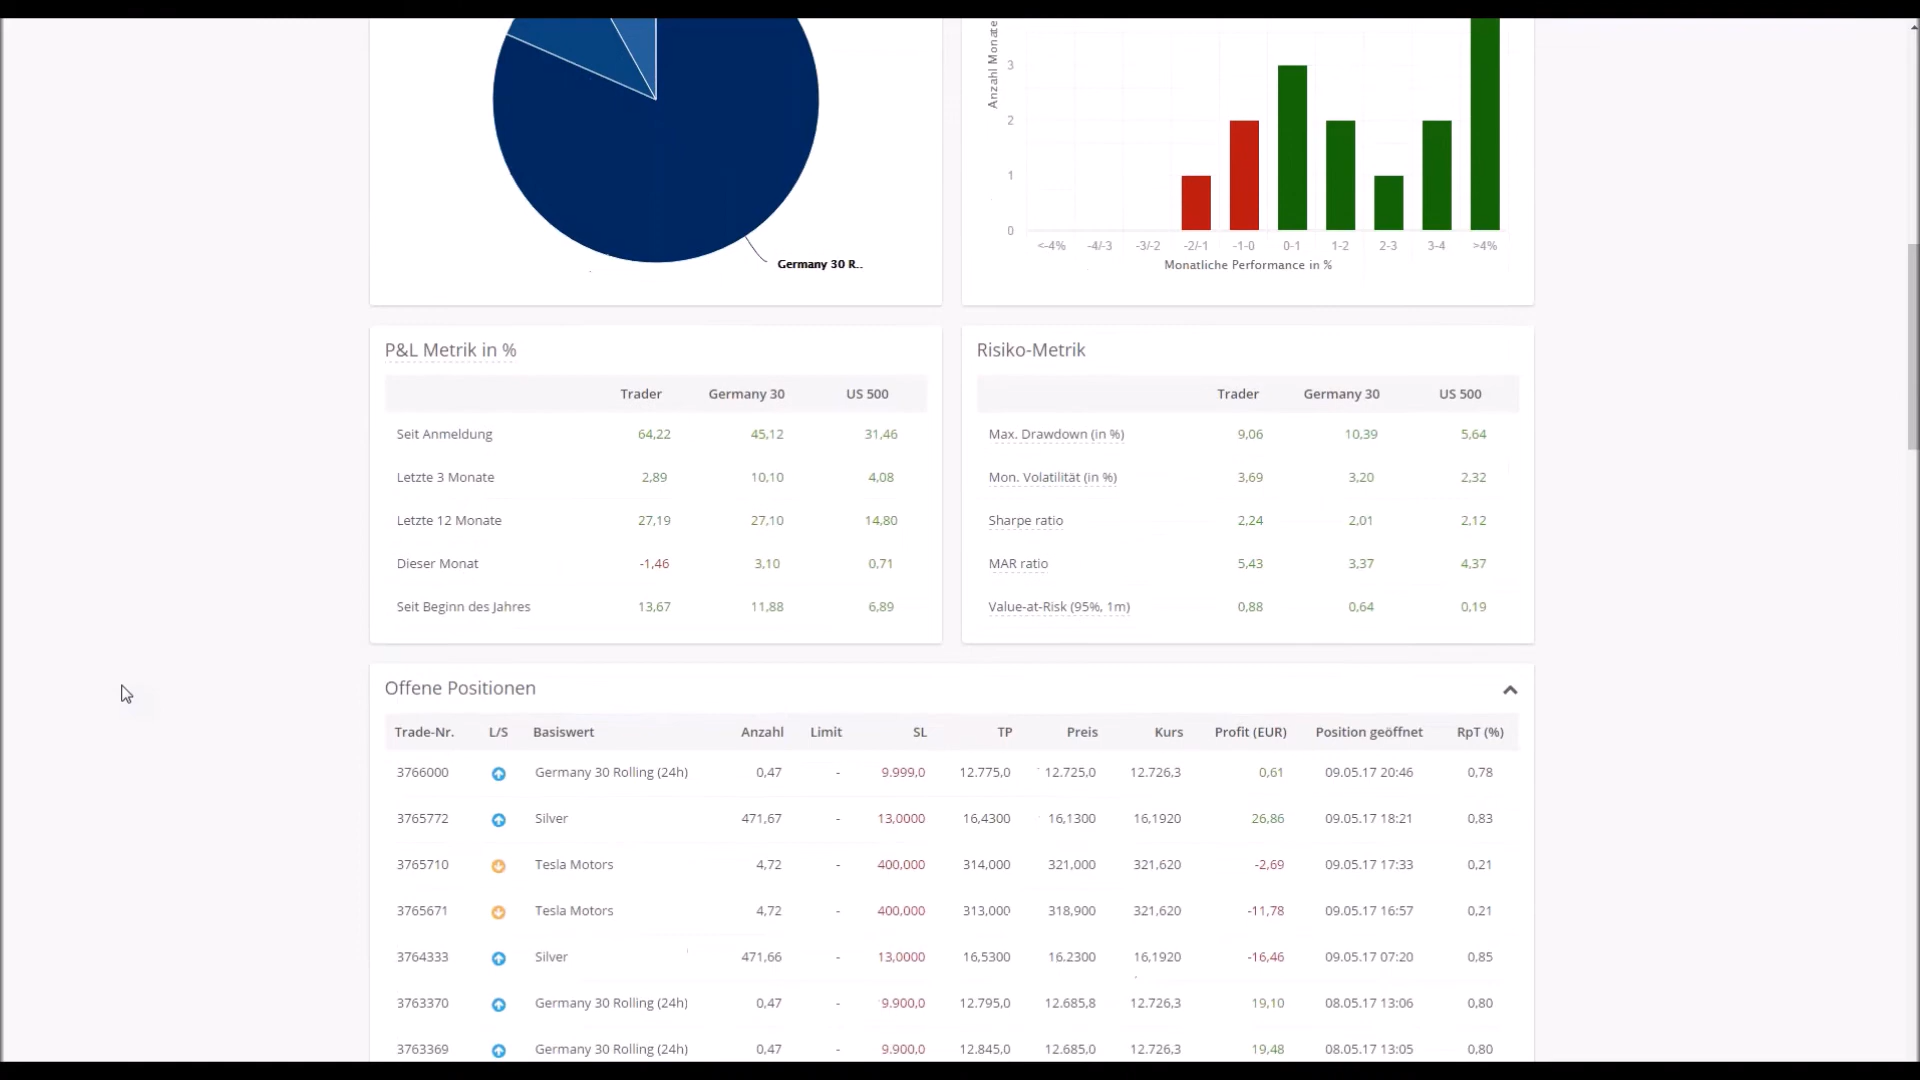 Germany 30 R..
Anzahl Monate
3
2
1
0
<-4% -4/-3 -3/-2 -2/-1 -1-0 0-1 1-2 2-3 3-4 >4%
Monatliche Performance in %
P&L Metrik in %
Trader Germany 30 US 500
Seit Anmeldung 64,22 45,12 31,46
Letzte 3 Monate 2,89 10,10 4,08
Letzte 12 Monate 27,19 27,10 14,80
Dieser Monat -1,46 3,10 0,71
Seit Beginn des Jahres 13,67 11,88 6,89
Risiko-Metrik
Trader Germany 30 US 500
Max. Drawdown (in %) 9,06 10,39 5,64
Mon. Volatilität (in %) 3,69 3,20 2,32
Sharpe ratio 2,24 2,01 2,12
MAR ratio 5,43 3,37 4,37
Value-at-Risk (95%, 1m) 0,88 0,64 0,19
Offene Positionen
Trade-Nr. L/S Basiswert Anzahl Limit SL TP Preis Kurs Profit (EUR) Position geöffnet RpT (%)
3766000 Germany 30 Rolling (24h) 0,47 - 9.999,0 12.775,0 12.725,0 12.726,3 0,61 09.05.17 20:46 0,78
3765772 Silver 471,67 - 13,0000 16,4300 16,1300 16,1920 26,86 09.05.17 18:21 0,83
3765710 Tesla Motors 4,72 - 400,000 314,000 321,000 321,620 -2,69 09.05.17 17:33 0,21
3765671 Tesla Motors 4,72 - 400,000 313,000 318,900 321,620 -11,78 09.05.17 16:57 0,21
3764333 Silver 471,66 - 13,0000 16,5300 16.2300 16,1920 -16,46 09.05.17 07:20 0,85
3763370 Germany 30 Rolling (24h) 0,47 - 9.900,0 12.795,0 12.685,8 12.726,3 19,10 08.05.17 13:06 0,80
3763369 Germany 30 Rolling (24h) 0,47 - 9.900,0 12.845,0 12.685,0 12.726,3 19,48 08.05.17 13:05 0,80